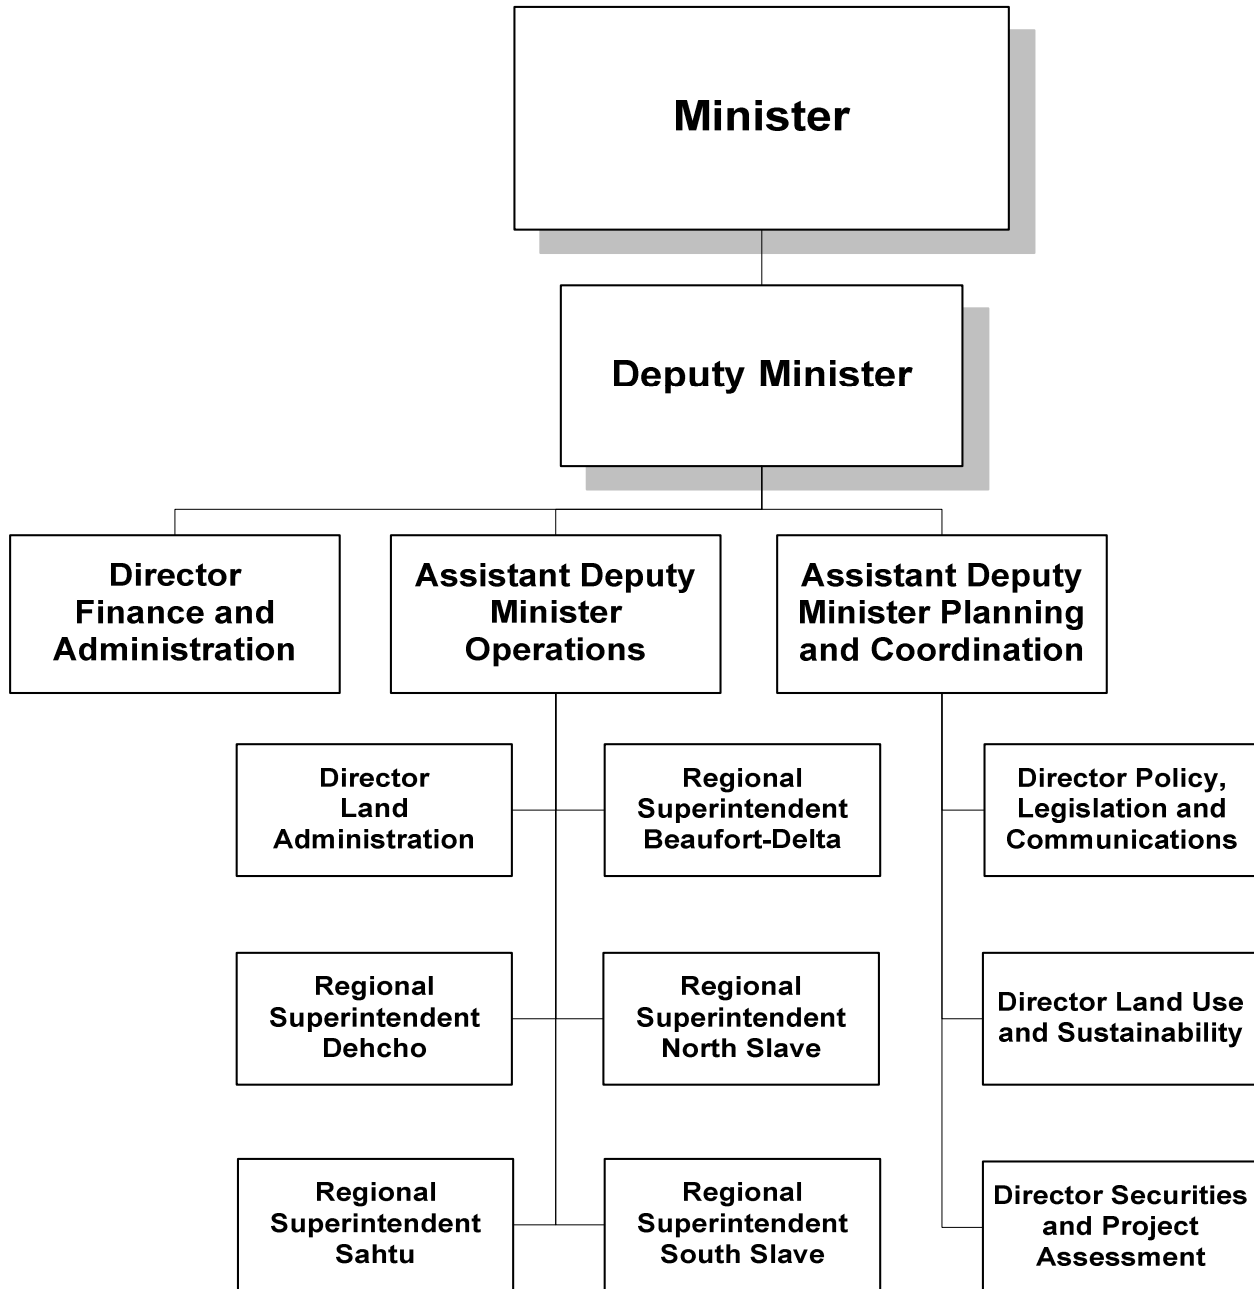 Minister
Deputy Minister
Director
Finance and
Administration
Assistant Deputy
Minister
Operations
Assistant Deputy
Minister Planning
and Coordination
Director
Land
Administration
Regional
Superintendent
Beaufort-Delta
Director Policy,
Legislation and
Communications
Regional
Superintendent
Dehcho
Regional
Superintendent
North Slave
Director Land Use
and Sustainability
Regional
Superintendent
Sahtu
Regional
Superintendent
South Slave
Director Securities
and Project
Assessment